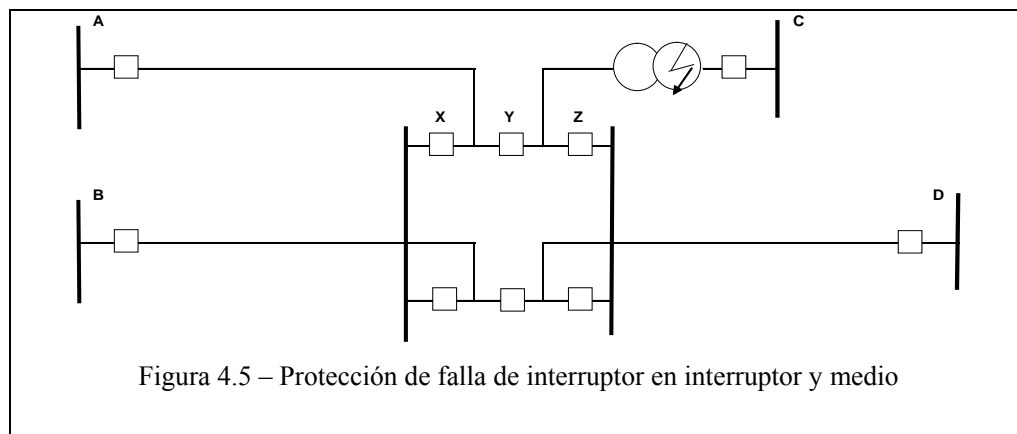 A
C
X Y Z
B
D
Figura 4.5 – Protección de falla de interruptor en interruptor y medio